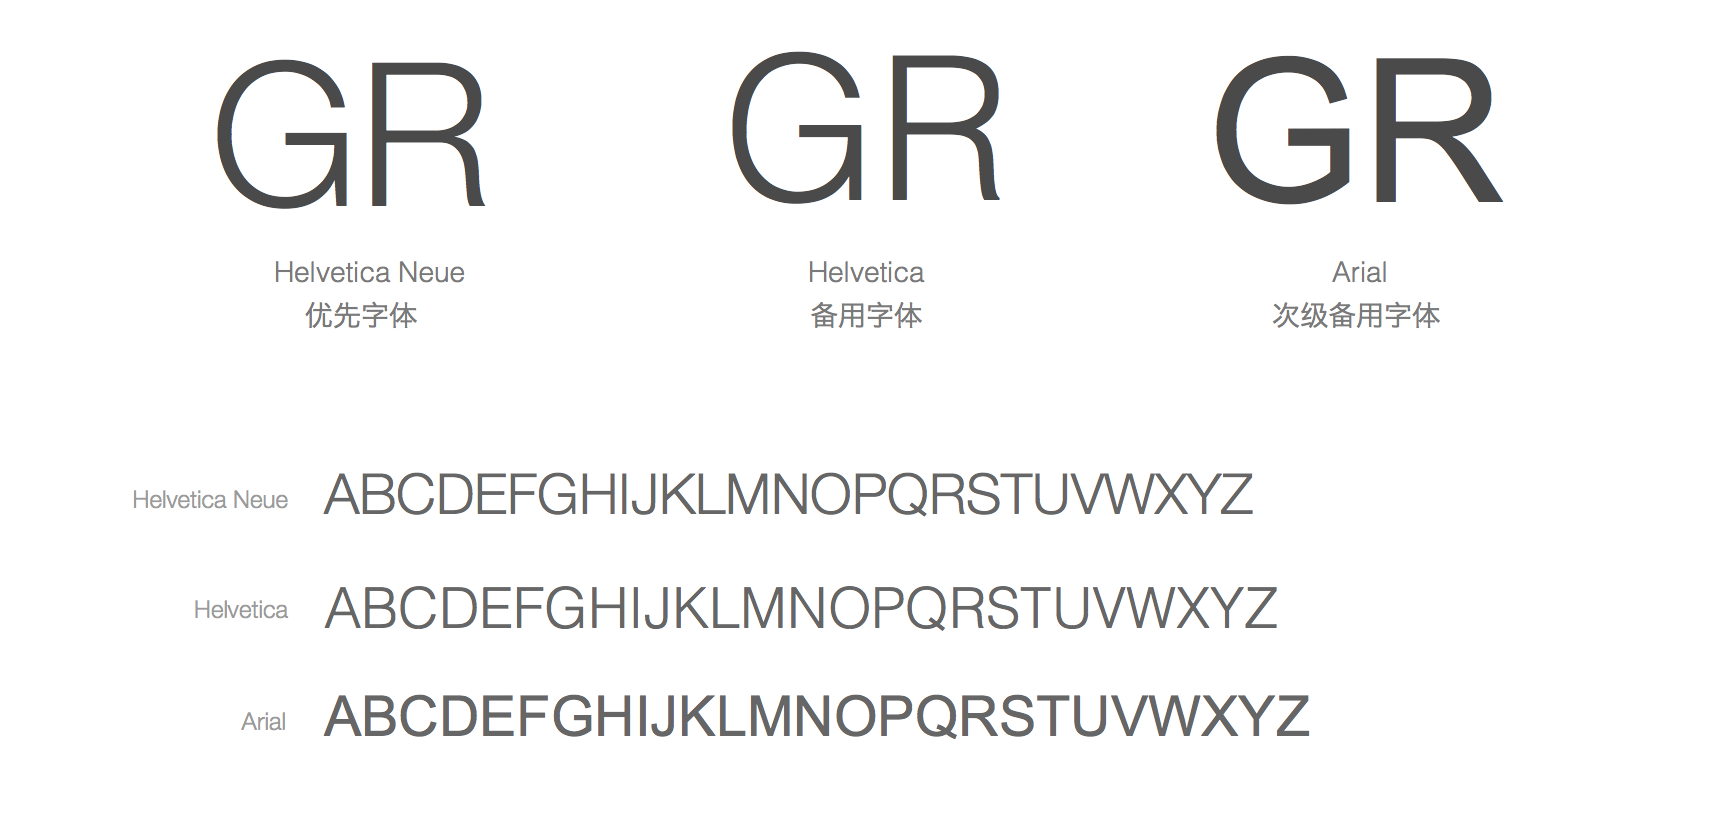 GR GR GR
Helvetica Neue Helvetica Arial
优先字体 备用字体 次级备用字体
Helvetica Neue ABCDEFGHIJKLMNOPQRSTUVWXYZ
Helvetica ABCDEFGHIJKLMNOPQRSTUVWXYZ
Arial ABCDEFGHIJKLMNOPQRSTUVWXYZ